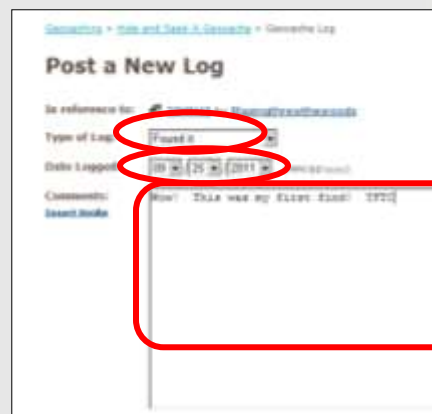 Geocaching > Hide and Seek A Geocache > Geocache Log
Post a New Log
In reference to:
Type of Log: Found it
Date Logged: 09 25 2011
Comments: Wow! This was my first find! TFTC
Insert Smilie